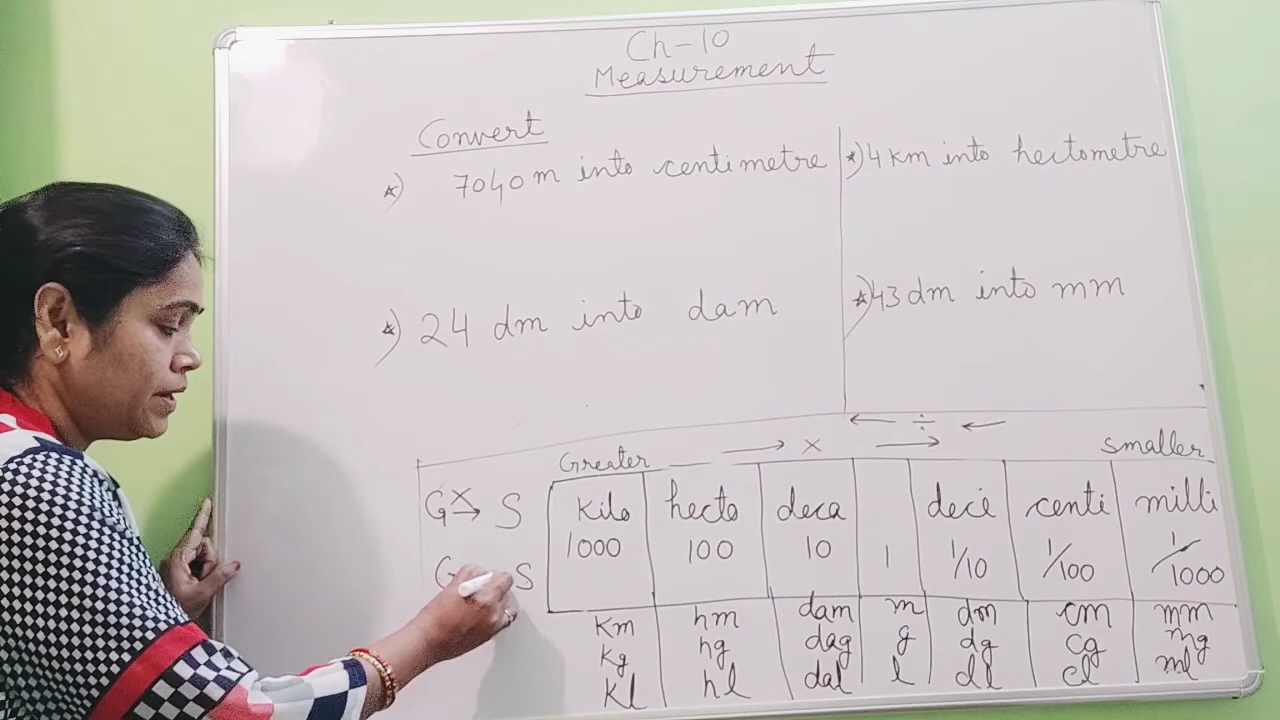 Ch-10
Measurement
Convert
*) 7040 m into centimetre
*) 4 km into hectometre
*) 24 dm into dam
*) 43 dm into mm
← ÷ ←
Greater → × → smaller
G × → S
G S
kilo hecto deca deci centi milli
1000 100 10 1 1/10 1/100 1/1000
km hm dam m dm cm mm
kg hg dag g dg cg mg
kl hl dal l dl cl ml